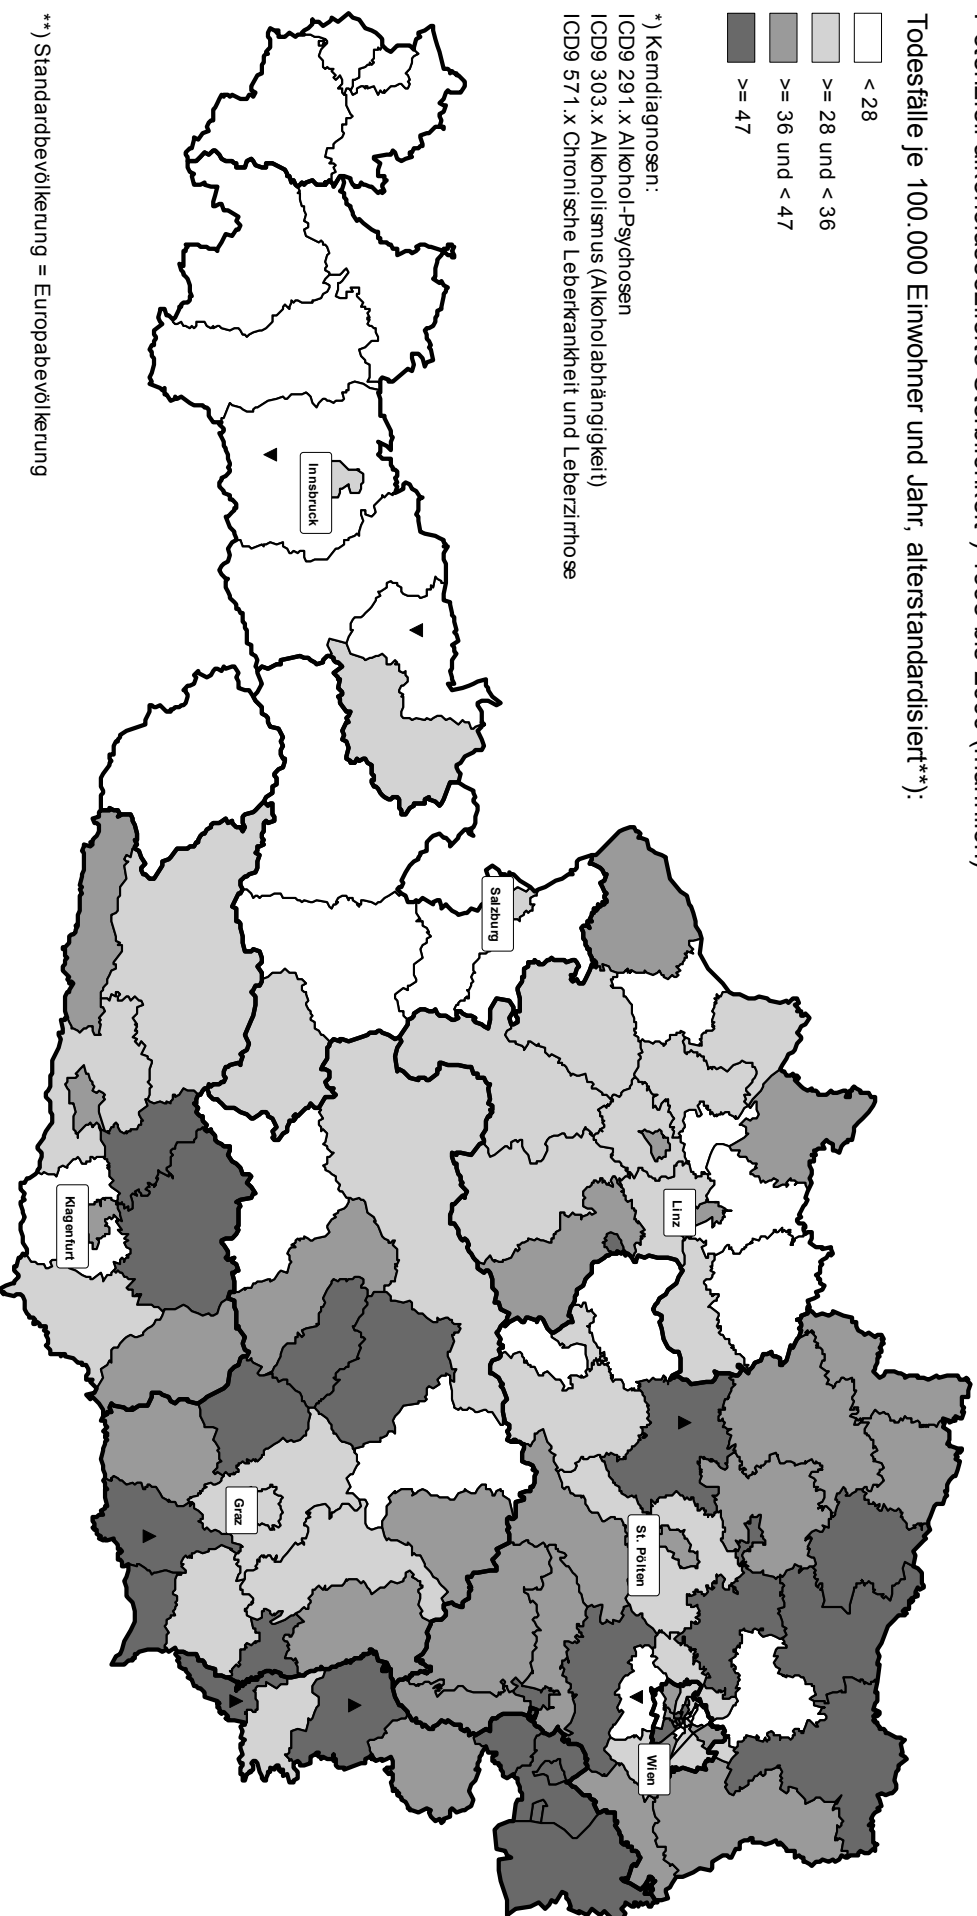 Todesfälle je 100.000 Einwohner und Jahr, alterstandardisiert**):
< 28
>= 28 und < 36
>= 36 und < 47
>= 47
*) Kerndiagnosen:
ICD9 291.x Alkohol-Psychosen
ICD9 303.x Alkoholismus (Alkoholabhängigkeit)
ICD9 571.x Chronische Leberkrankheit und Leberzirrhose
Innsbruck
Salzburg
Linz
Klagenfurt
Graz
St. Pölten
Wien
**) Standardbevölkerung = Europabevölkerung